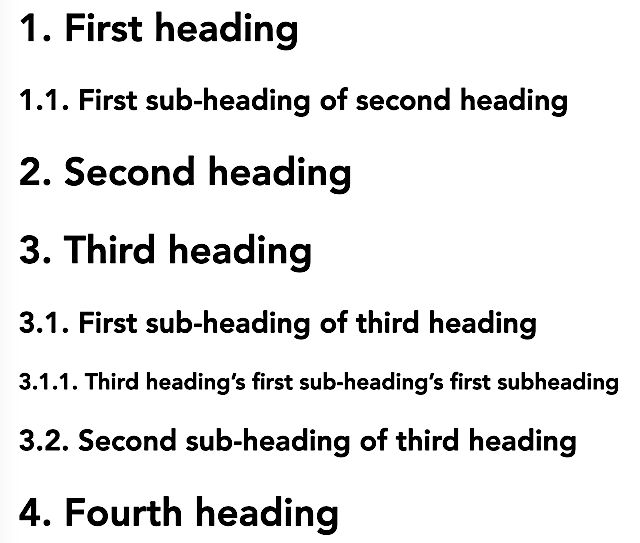 1. First heading
1.1. First sub-heading of second heading
2. Second heading
3. Third heading
3.1. First sub-heading of third heading
3.1.1. Third heading’s first sub-heading’s first subheading
3.2. Second sub-heading of third heading
4. Fourth heading